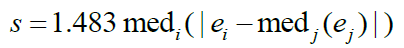 s = 1.483 med_i(| e_i − med_j(e_j) |)